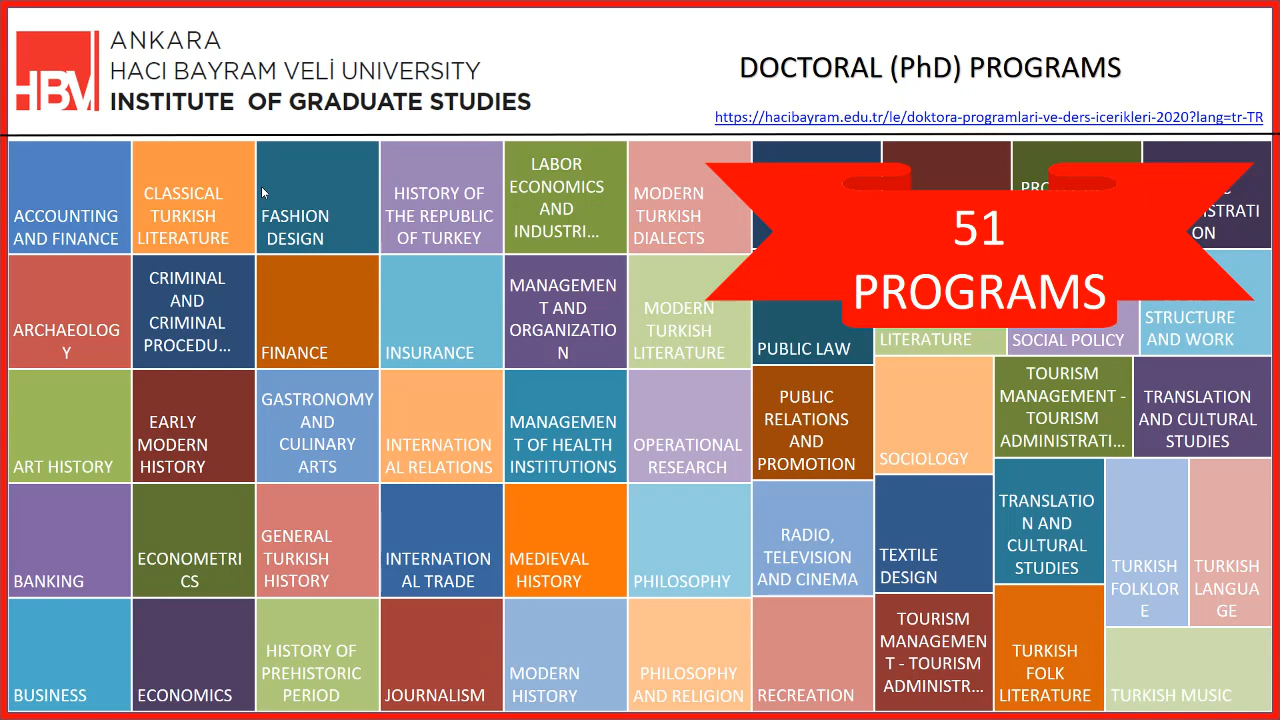 HBV
ANKARA
HACI BAYRAM VELİ UNIVERSITY
INSTITUTE OF GRADUATE STUDIES
DOCTORAL (PhD) PROGRAMS
https://hacibayram.edu.tr/le/doktora-programlari-ve-ders-icerikleri-2020?lang=tr-TR
51
PROGRAMS
ACCOUNTING
AND FINANCE
ARCHAEOLOG
Y
ART HISTORY
BANKING
BUSINESS
CLASSICAL
TURKISH
LITERATURE
CRIMINAL
AND
CRIMINAL
PROCEDU...
EARLY
MODERN
HISTORY
ECONOMETRI
CS
ECONOMICS
FASHION
DESIGN
FINANCE
GASTRONOMY
AND
CULINARY
ARTS
GENERAL
TURKISH
HISTORY
HISTORY OF
PREHISTORIC
PERIOD
HISTORY OF
THE REPUBLIC
OF TURKEY
INSURANCE
INTERNATION
AL RELATIONS
INTERNATION
AL TRADE
JOURNALISM
LABOR
ECONOMICS
AND
INDUSTRI...
MANAGEMEN
T AND
ORGANIZATIO
N
MANAGEMEN
T OF HEALTH
INSTITUTIONS
MEDIEVAL
HISTORY
MODERN
HISTORY
MODERN
TURKISH
DIALECTS
MODERN
TURKISH
LITERATURE
OPERATIONAL
RESEARCH
PHILOSOPHY
PHILOSOPHY
AND RELIGION
PUBLIC LAW
PUBLIC
RELATIONS
AND
PROMOTION
RADIO,
TELEVISION
AND CINEMA
RECREATION
LITERATURE
SOCIOLOGY
TEXTILE
DESIGN
TOURISM
MANAGEMEN
T - TOURISM
ADMINISTR...
SOCIAL POLICY
TOURISM
MANAGEMENT -
TOURISM
ADMINISTRATI...
TRANSLATIO
N AND
CULTURAL
STUDIES
TURKISH
FOLK
LITERATURE
ON
STRUCTURE
AND WORK
TRANSLATION
AND CULTURAL
STUDIES
TURKISH
FOLKLOR
E
TURKISH
LANGUA
GE
TURKISH MUSIC